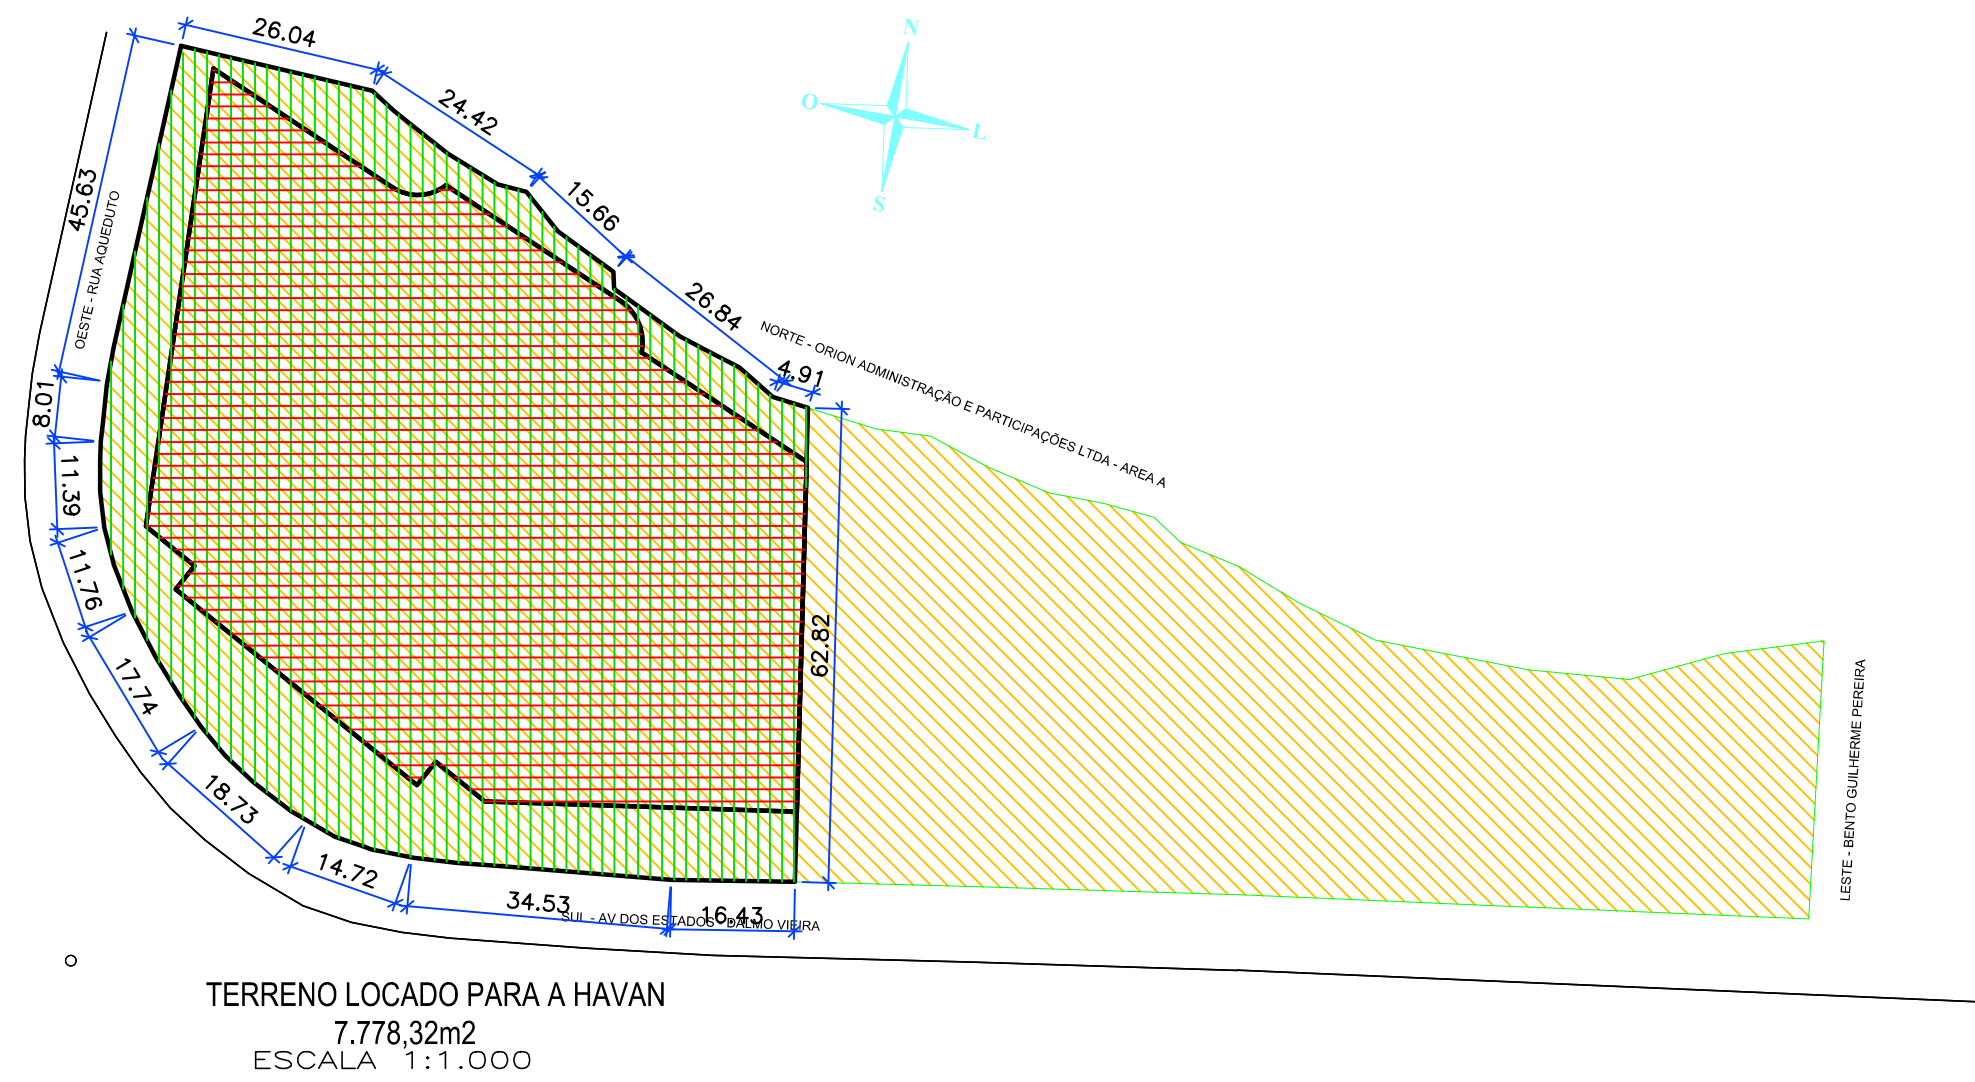 26.04
N
24.42
O
L
45.63
15.66
S
OESTE - RUA AQUEDUTO
26.84
NORTE - ORION ADMINISTRAÇÃO E PARTICIPAÇÕES LTDA - AREA A
4.91
8.01
11.39
11.76
62.82
17.74
LESTE - BENTO GUILHERME PEREIRA
18.73
14.72
34.53
16.43
SUL - AV DOS ESTADOS - DALMO VIEIRA
TERRENO LOCADO PARA A HAVAN
7.778,32m2
ESCALA 1:1.000